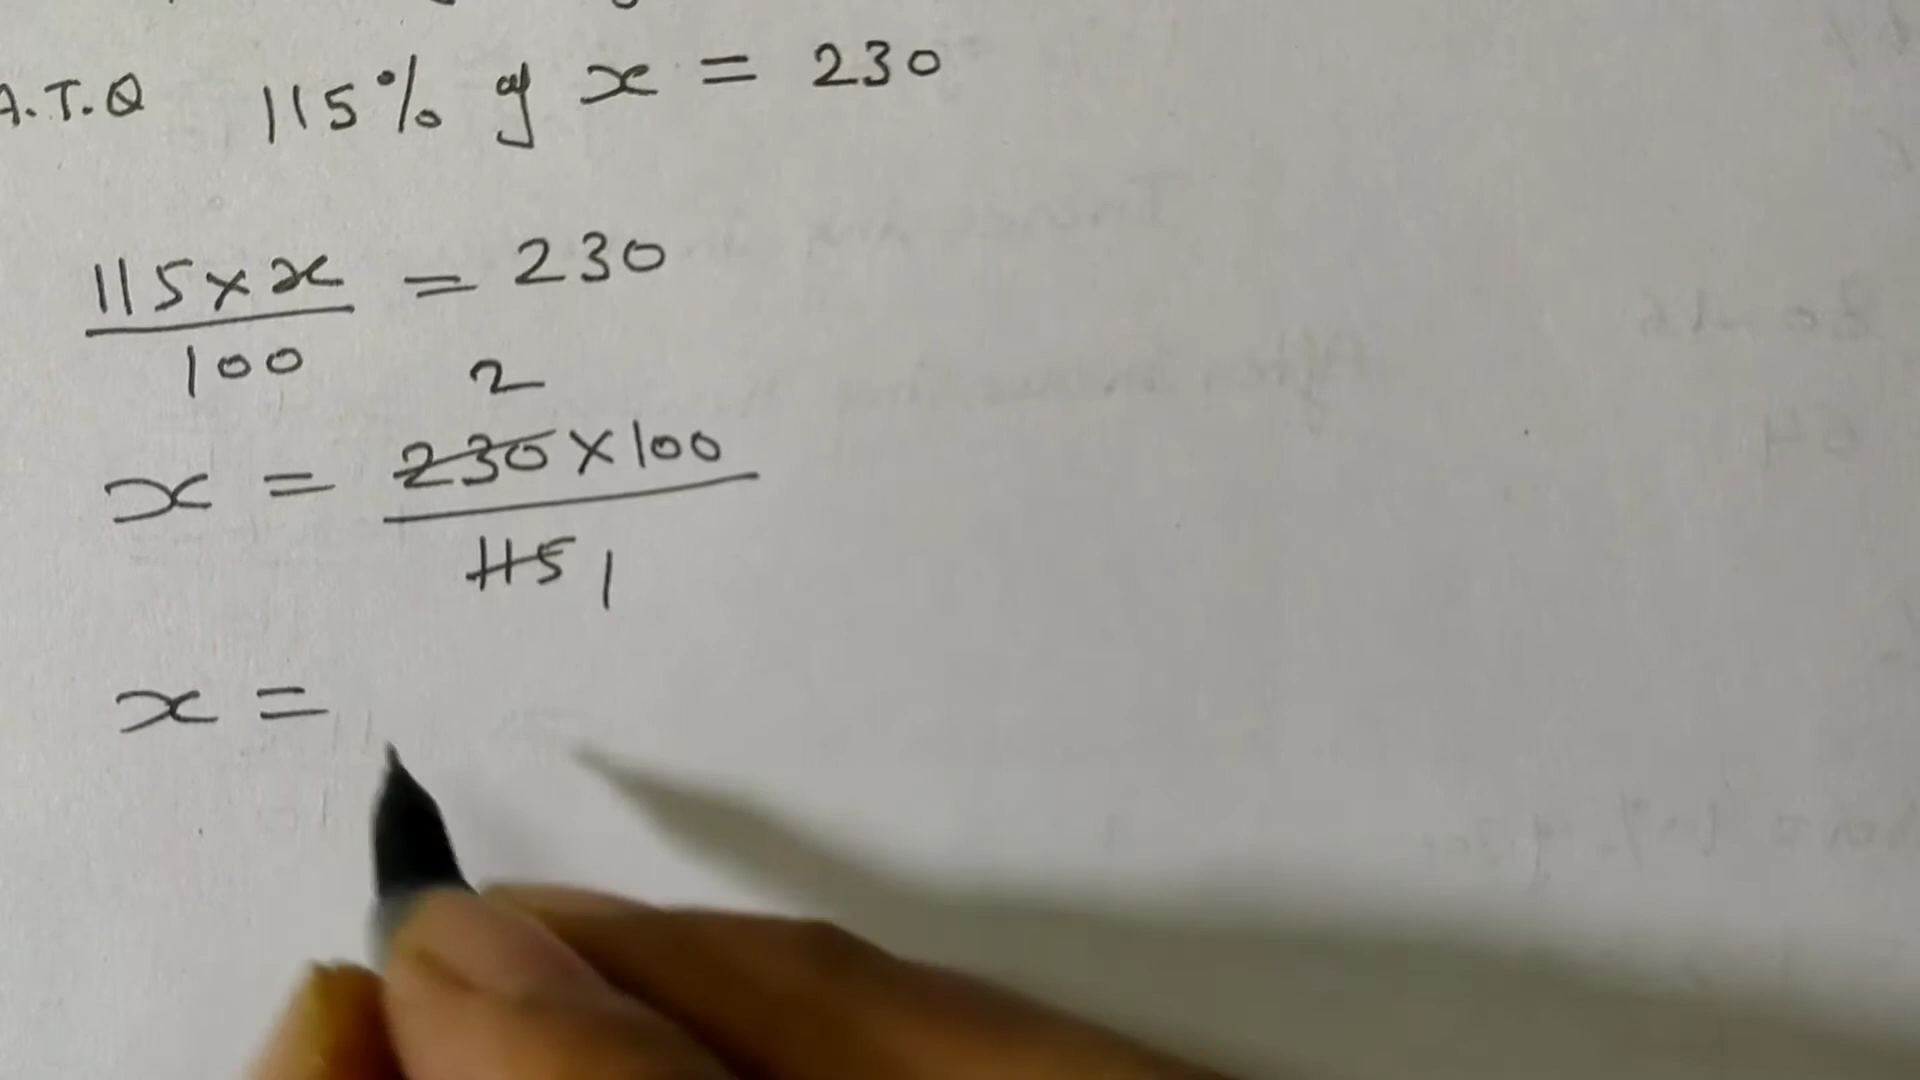 A.T.Q 115% of x = 230
115 × x / 100 = 230
2
x = 230 × 100 / 115 1
x =